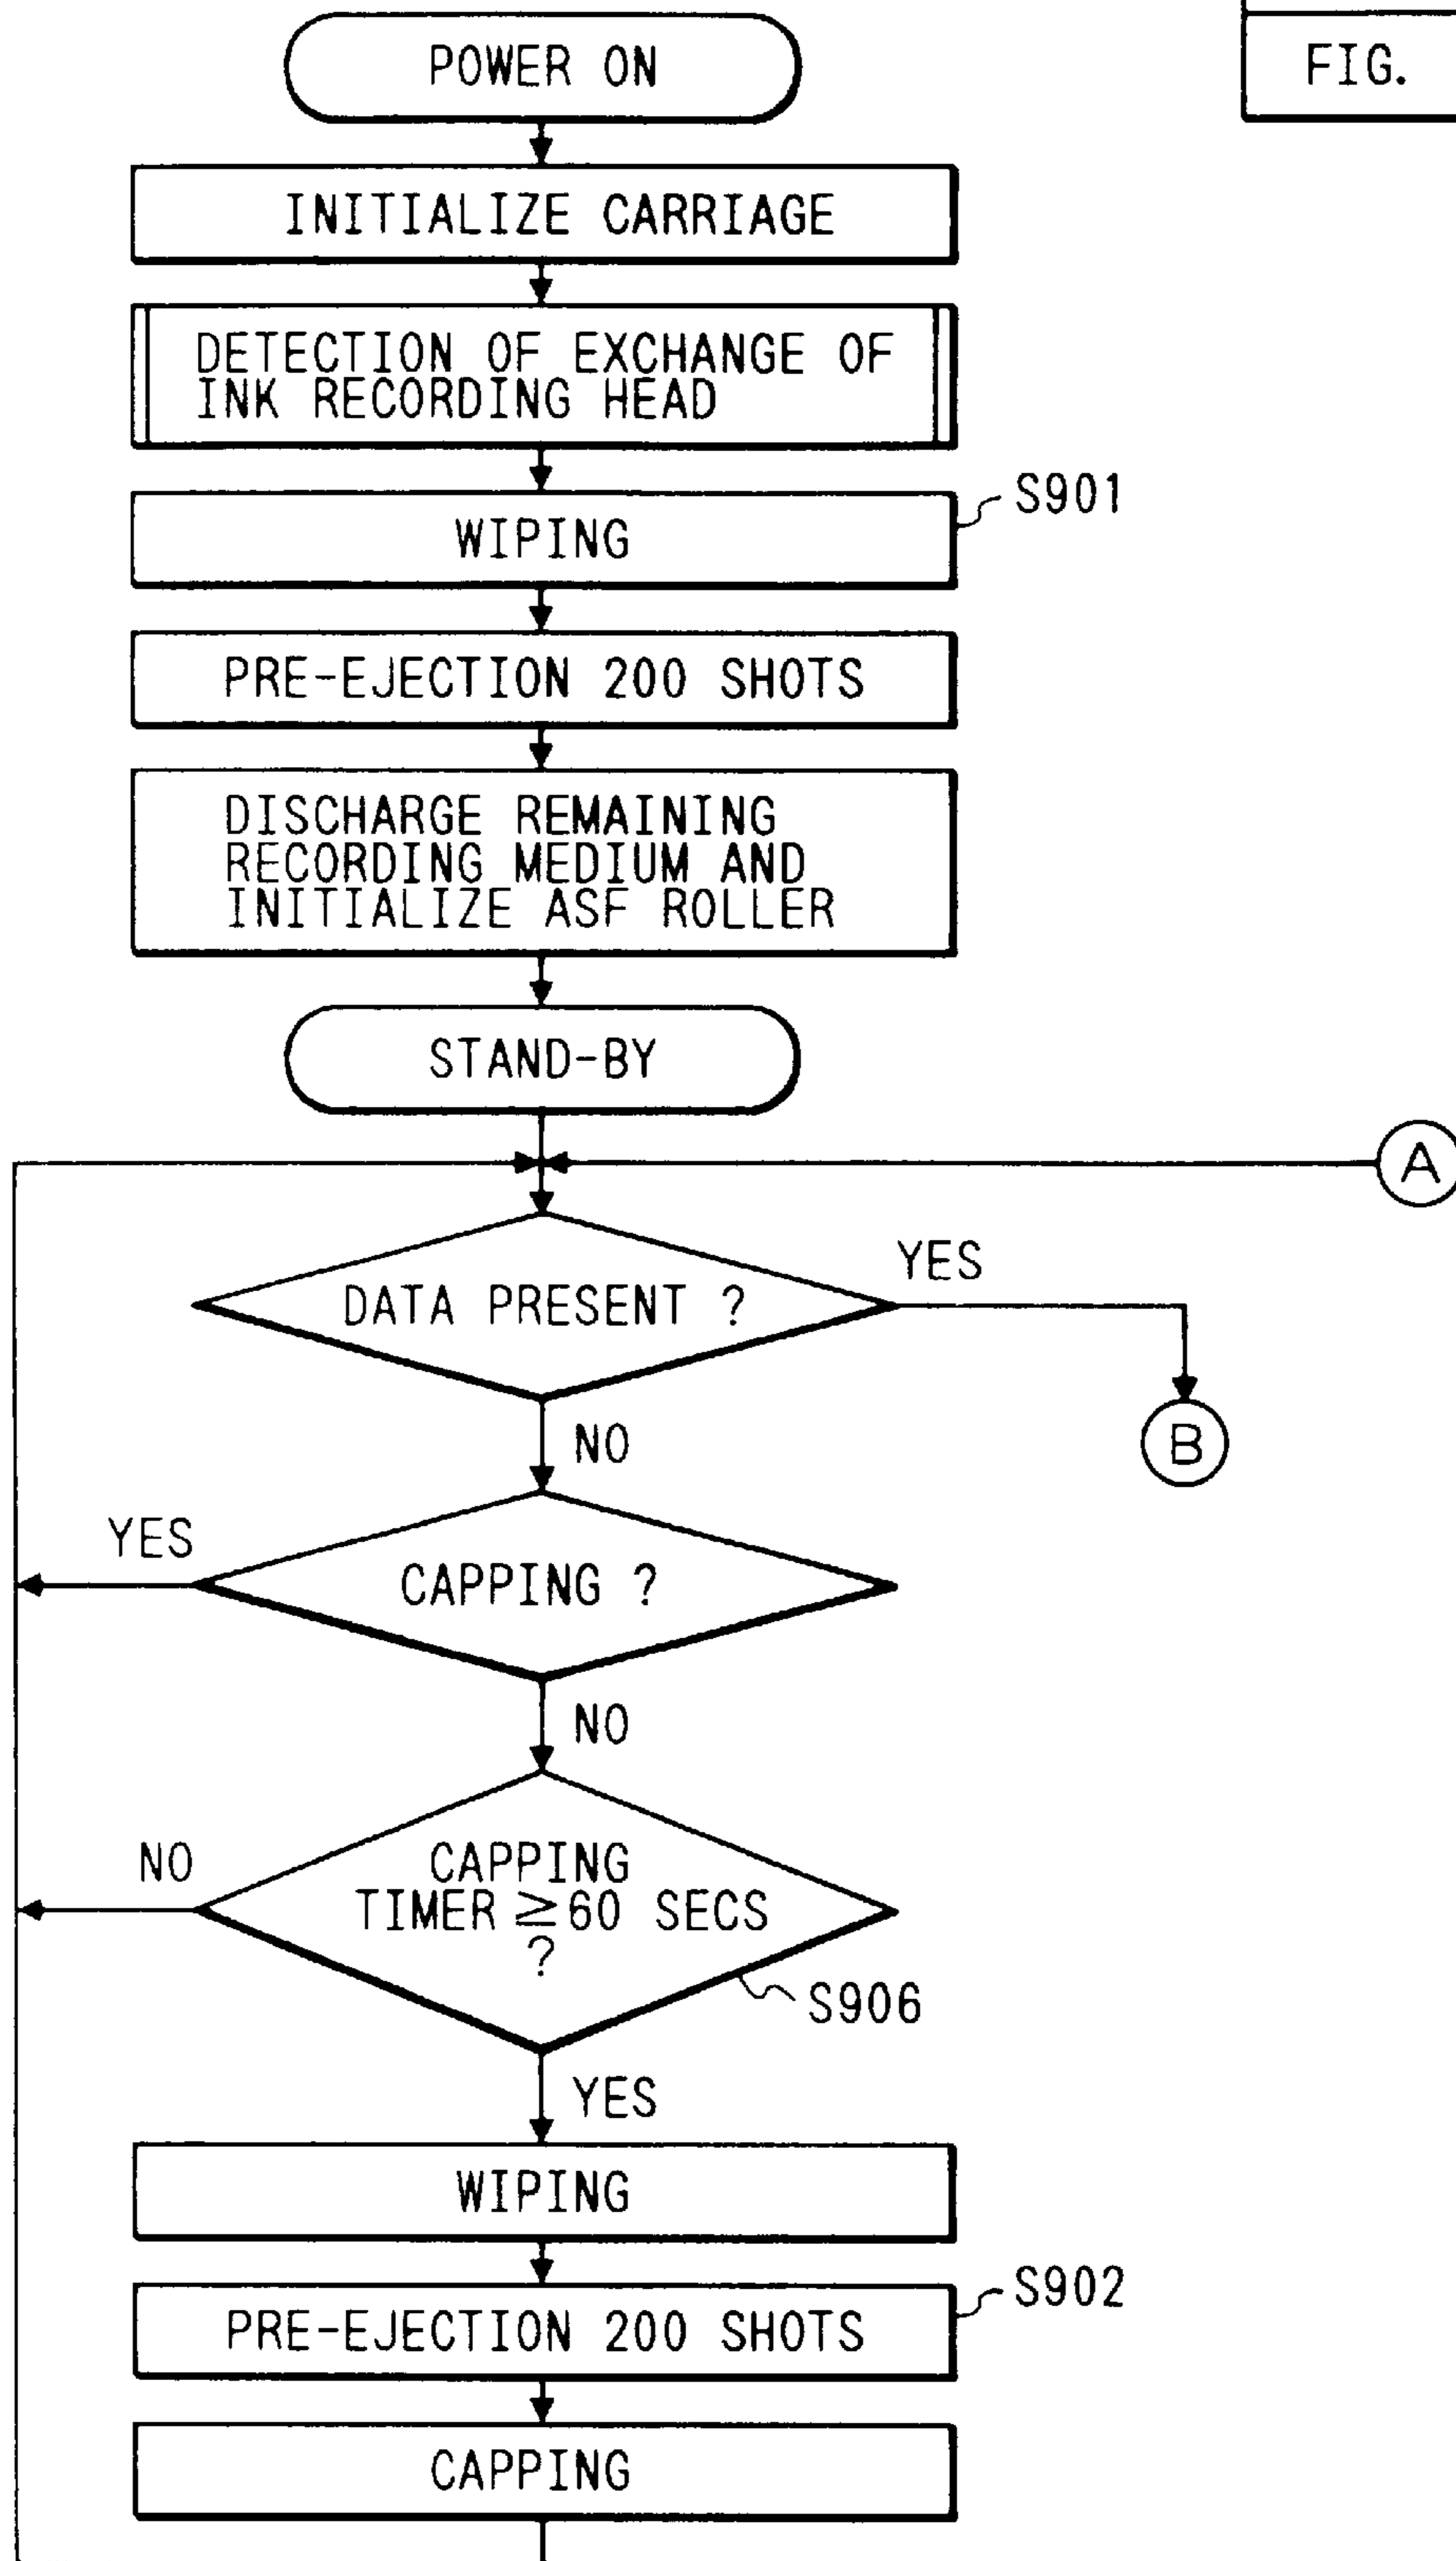 POWER ON
FIG.
INITIALIZE CARRIAGE
DETECTION OF EXCHANGE OF
INK RECORDING HEAD
S901
WIPING
PRE-EJECTION 200 SHOTS
DISCHARGE REMAINING
RECORDING MEDIUM AND
INITIALIZE ASF ROLLER
STAND-BY
A
YES
DATA PRESENT ?
B
NO
YES
CAPPING ?
NO
NO
CAPPING
TIMER ≧60 SECS
?
S906
YES
WIPING
S902
PRE-EJECTION 200 SHOTS
CAPPING